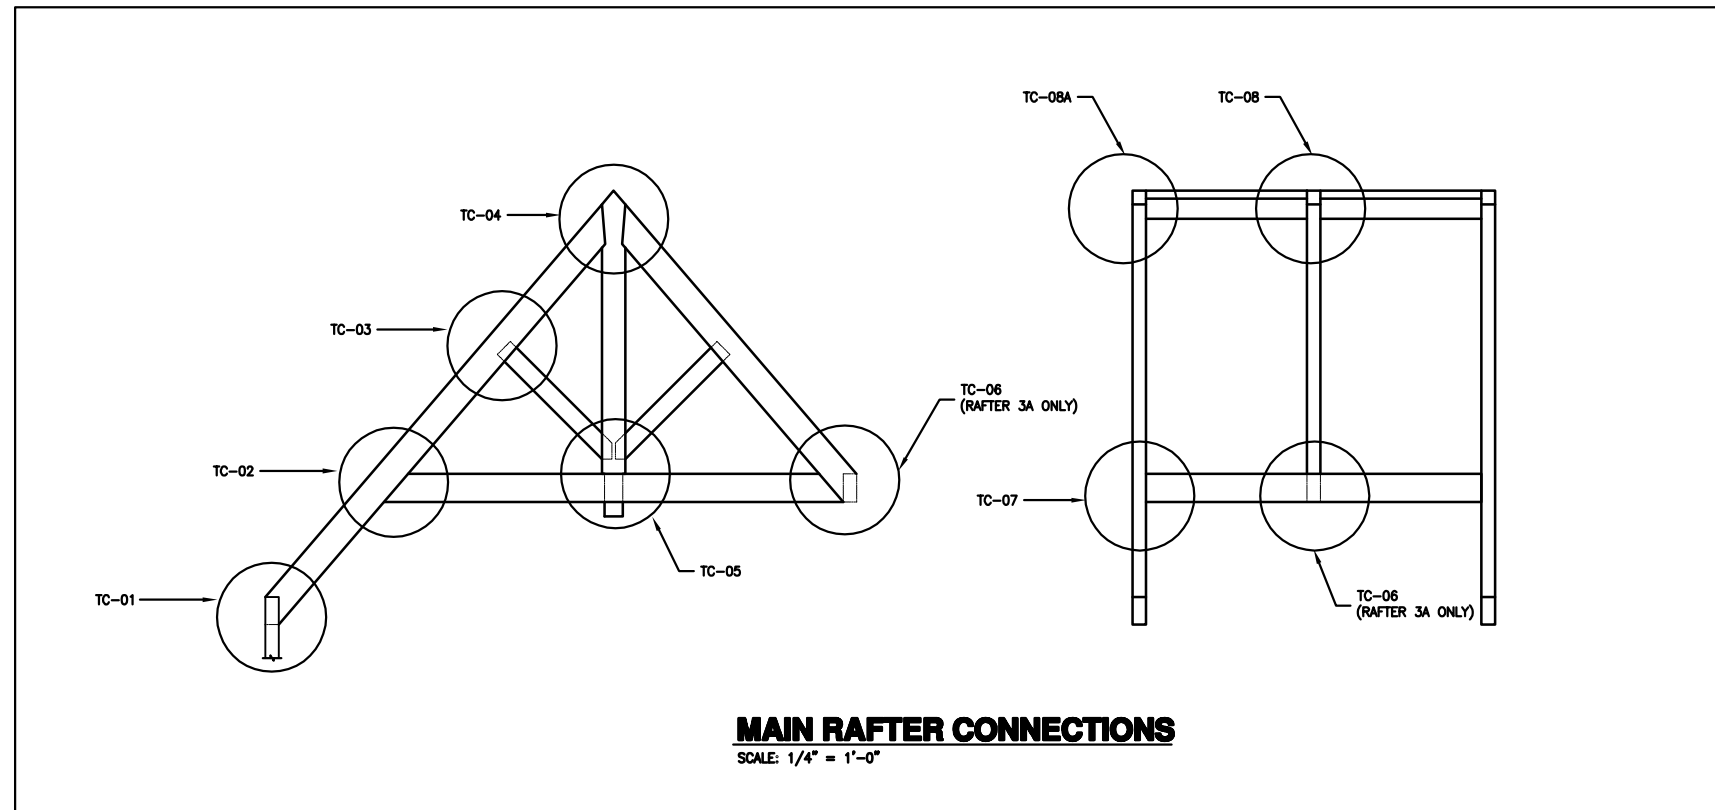 TC-08A
TC-08
TC-04
TC-03
TC-06
(RAFTER 3A ONLY)
TC-02
TC-07
TC-05
TC-01
TC-06
(RAFTER 3A ONLY)
MAIN RAFTER CONNECTIONS
SCALE: 1/4" = 1'-0"